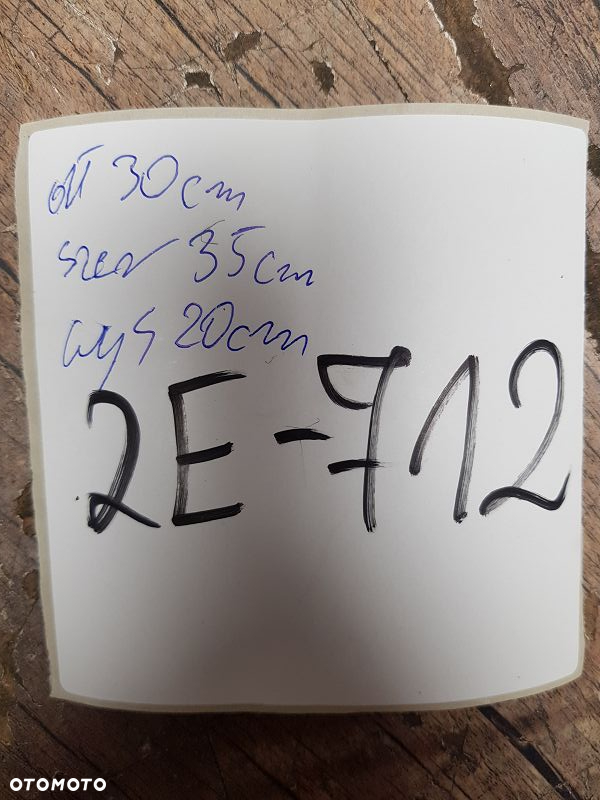 dł 30cm
szer 35cm
wys 20cm
2E-712
OTOMOTO